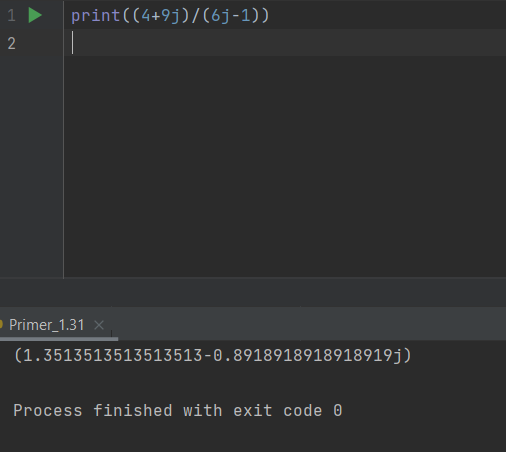 1 print((4+9j)/(6j-1))
2
Primer_1.31
(1.3513513513513513-0.8918918918918919j)
Process finished with exit code 0